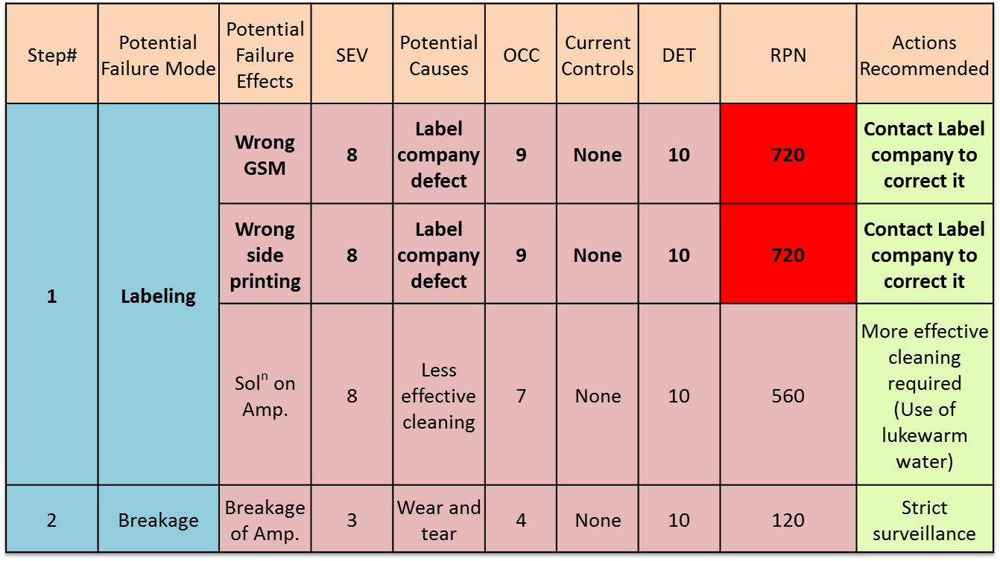 Step#
Potential
Failure Mode
Potential
Failure
Effects
SEV
Potential
Causes
OCC
Current
Controls
DET
RPN
Actions
Recommended
1
Labeling
Wrong
GSM
8
Label
company
defect
9
None
10
720
Contact Label
company to
correct it
Wrong
side
printing
8
Label
company
defect
9
None
10
720
Contact Label
company to
correct it
Solⁿ on
Amp.
8
Less
effective
cleaning
7
None
10
560
More effective
cleaning
required
(Use of
lukewarm
water)
2
Breakage
Breakage
of Amp.
3
Wear and
tear
4
None
10
120
Strict
surveillance